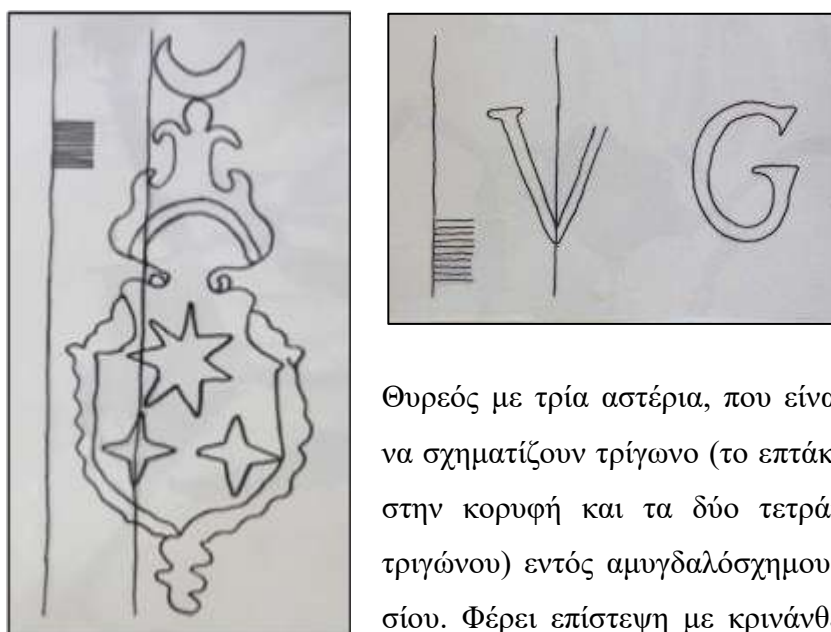 V G
Θυρεός με τρία αστέρια, που είνα
να σχηματίζουν τρίγωνο (το επτάκ
στην κορυφή και τα δύο τετρά
τριγώνου) εντός αμυγδαλόσχημου
σίου. Φέρει επίστεψη με κρινάνθ